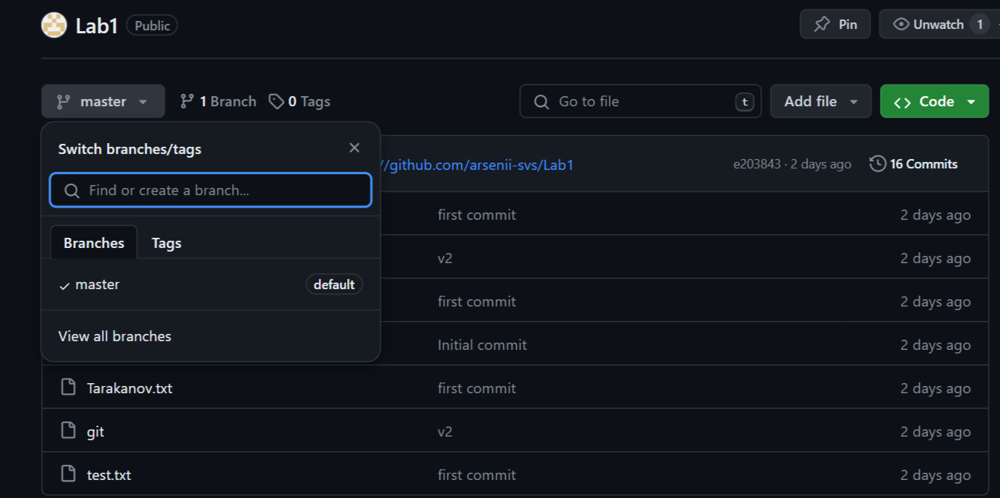 Lab1 Public Pin Unwatch 1
master 1 Branch 0 Tags Go to file t Add file Code
Switch branches/tags
//github.com/arsenii-svs/Lab1 e203843 · 2 days ago 16 Commits
Find or create a branch...
first commit 2 days ago
Branches Tags
v2 2 days ago
master default
first commit 2 days ago
View all branches
Initial commit 2 days ago
Tarakanov.txt first commit 2 days ago
git v2 2 days ago
test.txt first commit 2 days ago